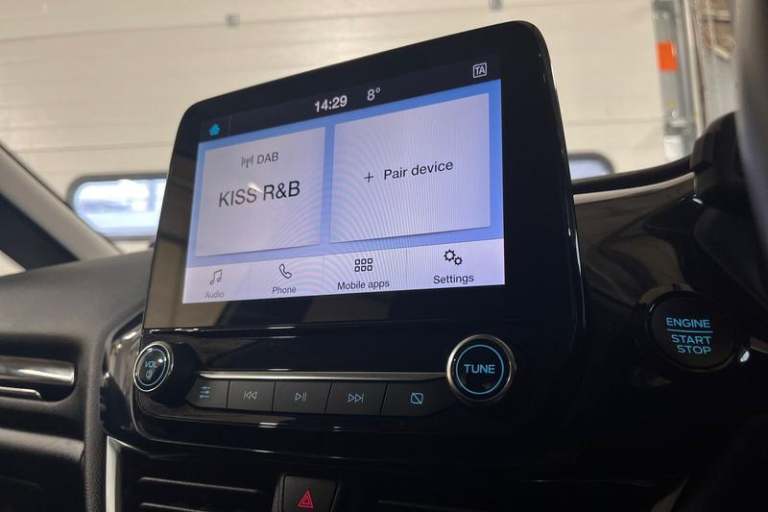 TA
14:29 8°
DAB
KISS R&B
+ Pair device
Audio
Phone
Mobile apps
Settings
VOL
TUNE
ENGINE
START
STOP